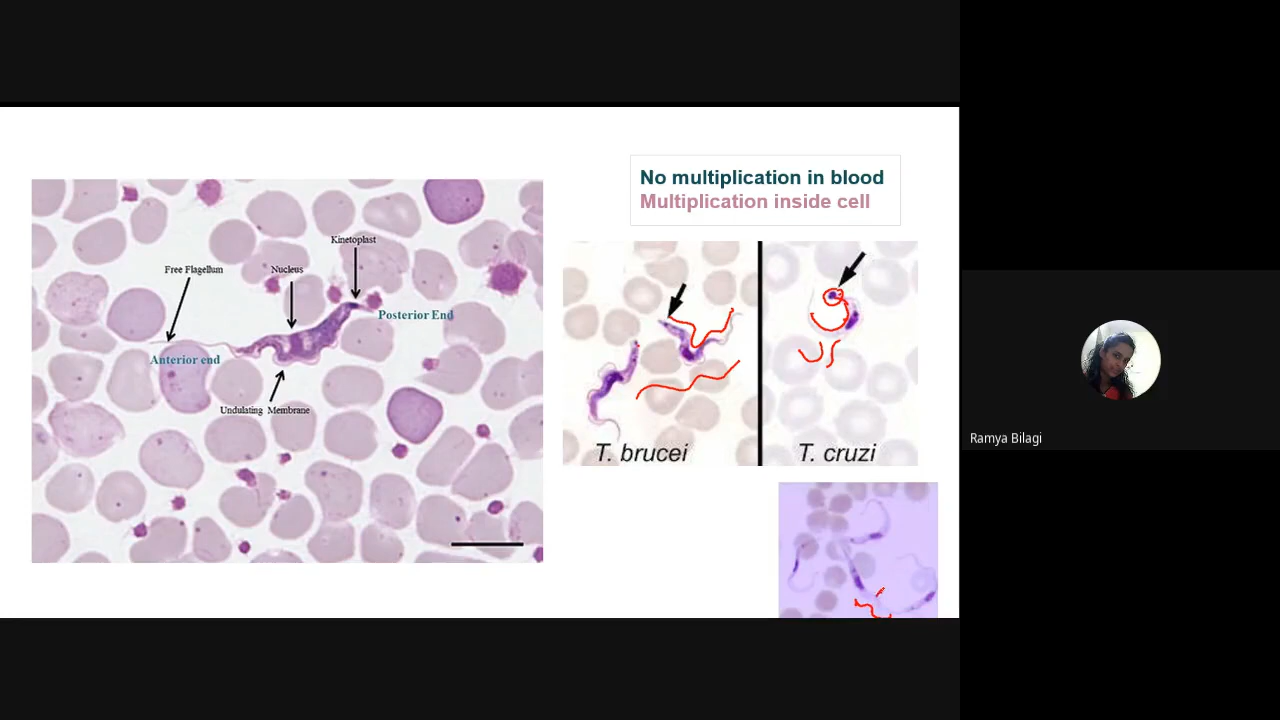 No multiplication in blood
Multiplication inside cell
Kinetoplast
Free Flagellum
Nucleus
Posterior End
Anterior end
Undulating Membrane
T. brucei
T. cruzi
Ramya Bilagi